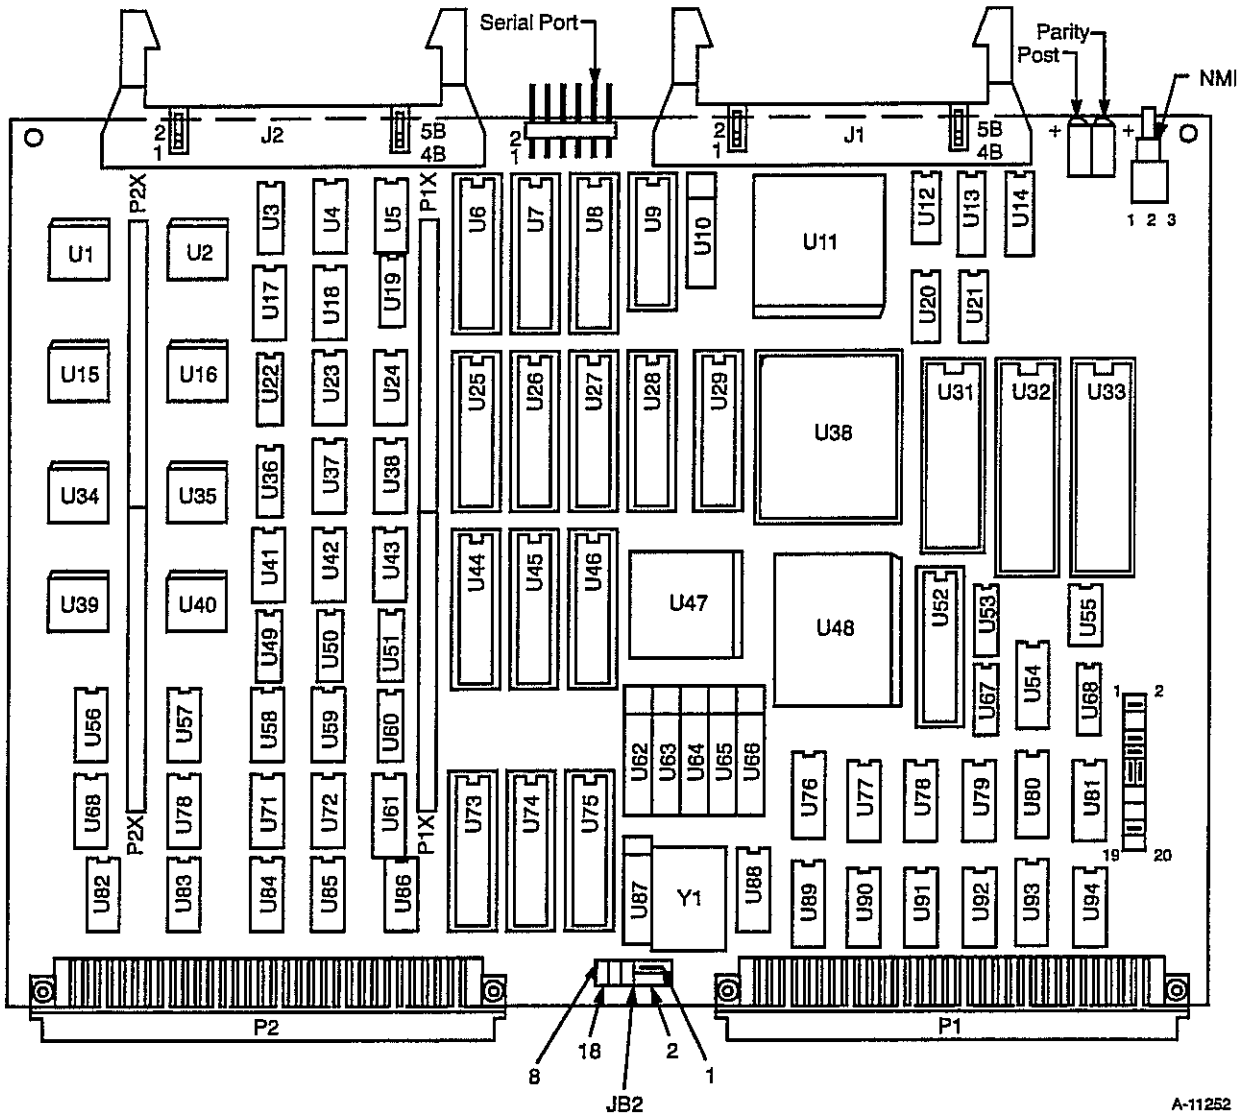 Serial Port
Parity
Post
NMI
2
1
J2
5B
4B
2
1
2
1
J1
5B
4B
+
+
1 2 3
P2X
P1X
U1
U2
U3
U4
U5
U6
U7
U8
U9
U10
U11
U12
U13
U14
U17
U18
U19
U20
U21
U15
U16
U22
U23
U24
U25
U26
U27
U28
U29
U38
U31
U32
U33
U34
U35
U36
U37
U38
U39
U40
U41
U42
U43
U44
U45
U46
U47
U48
U52
U53
U55
U49
U50
U51
U54
U67
U68
1
2
U56
U57
U58
U59
U60
U62
U63
U64
U65
U66
U68
U78
U71
U72
U61
U73
U74
U75
U76
U77
U78
U79
U80
U81
19
20
P2X
P1X
U82
U83
U84
U85
U86
U87
Y1
U88
U89
U90
U91
U92
U93
U94
P2
P1
8
18
JB2
2
1
A-11252